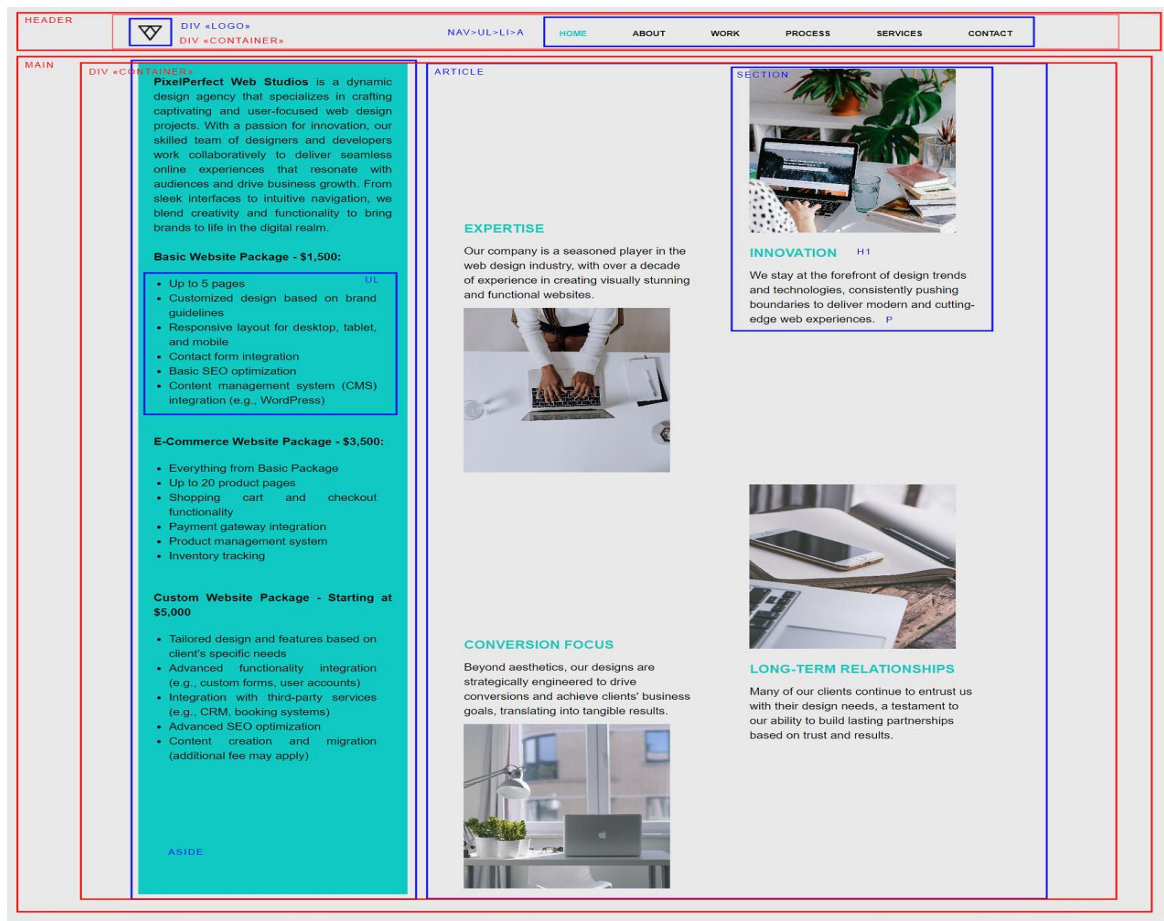 HEADER
DIV «LOGO»
DIV «CONTAINER»
NAV>UL>LI>A
HOME ABOUT WORK PROCESS SERVICES CONTACT
MAIN
DIV «CONTAINER»
PixelPerfect Web Studios is a dynamic
design agency that specializes in crafting
captivating and user-focused web design
projects. With a passion for innovation, our
skilled team of designers and developers
work collaboratively to deliver seamless
online experiences that resonate with
audiences and drive business growth. From
sleek interfaces to intuitive navigation, we
blend creativity and functionality to bring
brands to life in the digital realm.
Basic Website Package - $1,500:
UL
• Up to 5 pages
• Customized design based on brand
guidelines
• Responsive layout for desktop, tablet,
and mobile
• Contact form integration
• Basic SEO optimization
• Content management system (CMS)
integration (e.g., WordPress)
E-Commerce Website Package - $3,500:
• Everything from Basic Package
• Up to 20 product pages
• Shopping cart and checkout
functionality
• Payment gateway integration
• Product management system
• Inventory tracking
Custom Website Package - Starting at
$5,000
• Tailored design and features based on
client's specific needs
• Advanced functionality integration
(e.g., custom forms, user accounts)
• Integration with third-party services
(e.g., CRM, booking systems)
• Advanced SEO optimization
• Content creation and migration
(additional fee may apply)
ASIDE
ARTICLE
EXPERTISE
Our company is a seasoned player in the
web design industry, with over a decade
of experience in creating visually stunning
and functional websites.
SECTION
INNOVATION H1
We stay at the forefront of design trends
and technologies, consistently pushing
boundaries to deliver modern and cutting-
edge web experiences. P
CONVERSION FOCUS
Beyond aesthetics, our designs are
strategically engineered to drive
conversions and achieve clients' business
goals, translating into tangible results.
LONG-TERM RELATIONSHIPS
Many of our clients continue to entrust us
with their design needs, a testament to
our ability to build lasting partnerships
based on trust and results.